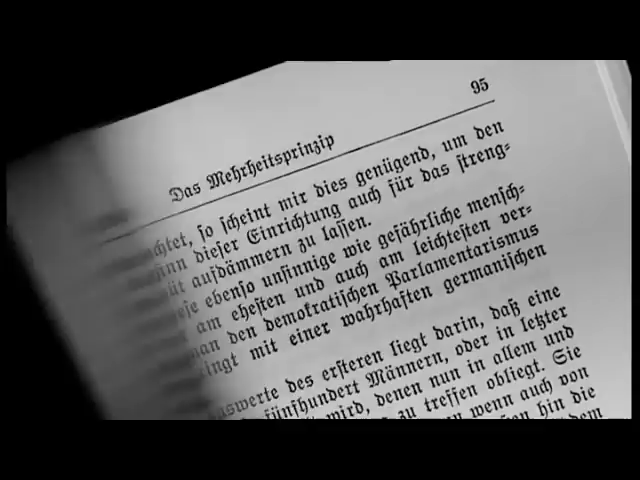 95
Das Mehrheitsprinzip
so scheint mir dies genügend, um den
dieser Einrichtung auch für das streng=
aufdämmern zu lassen.
ebenso unsinnige wie gefährliche mensch=
am ehesten und auch am leichtesten ver=
den demokratischen Parlamentarismus
mit einer wahrhaften germanischen
des ersteren liegt darin, daß eine
fünfhundert Männern, oder in letzter
wird, denen nun in allem und
zu treffen obliegt. Sie
wenn auch von
hin die